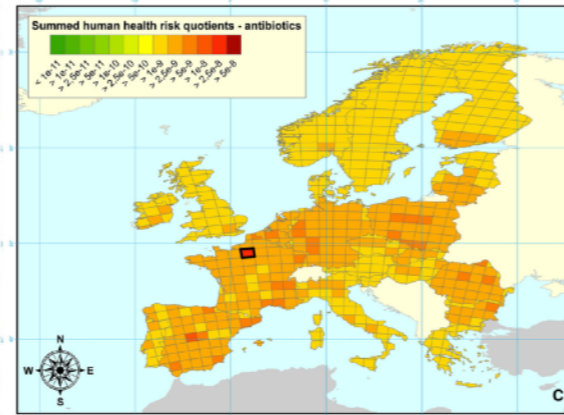 Summed human health risk quotients - antibiotics
< 1e-11
> 1e-11
> 2.5e-11
> 5e-11
> 1e-10
> 2.5e-10
> 5e-10
> 1e-9
> 2.5e-9
> 5e-9
> 1e-8
> 2.5e-8
> 5e-8
N
W E
S
C